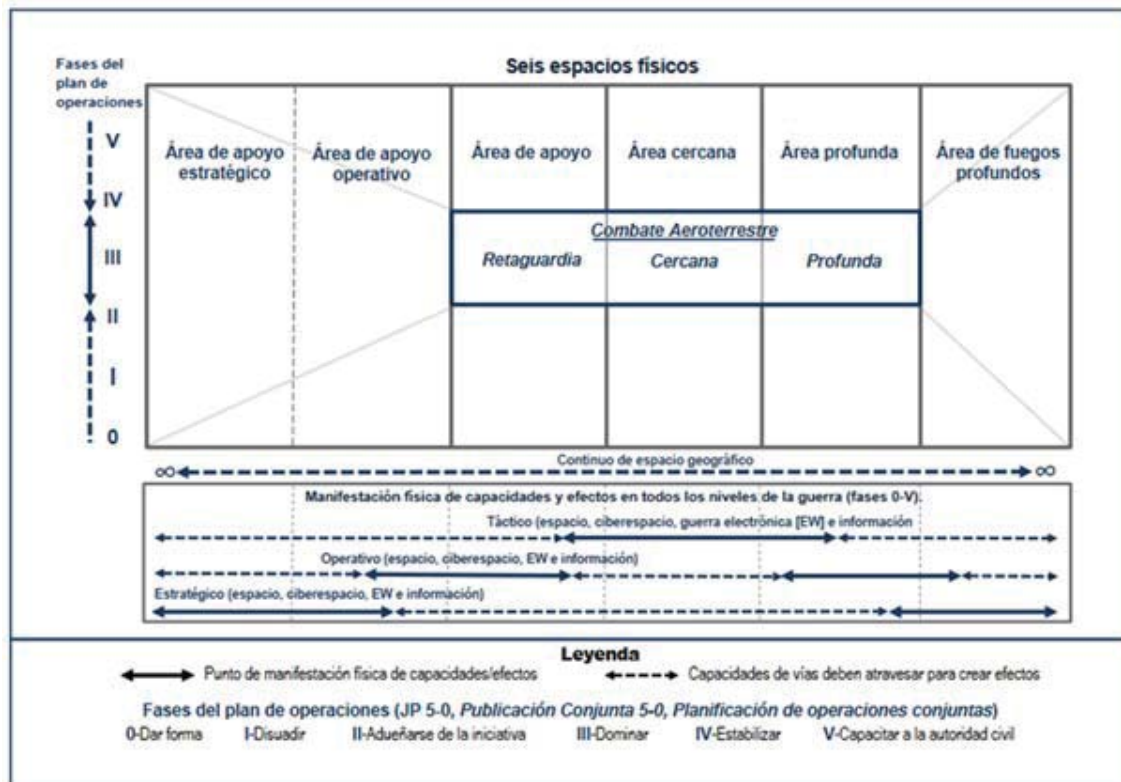 Fases del
plan de
operaciones
Seis espacios físicos
V
IV
III
II
I
0
Área de apoyo
estratégico
Área de apoyo
operativo
Área de apoyo
Área cercana
Área profunda
Área de fuegos
profundos
Combate Aeroterrestre
Retaguardia
Cercana
Profunda
∞ Continuo de espacio geográfico ∞
Manifestación física de capacidades y efectos en todos los niveles de la guerra (fases 0-V).
Táctico (espacio, ciberespacio, guerra electrónica [EW] e información
Operativo (espacio, ciberespacio, EW e información)
Estratégico (espacio, ciberespacio, EW e información)
Leyenda
Punto de manifestación física de capacidades/efectos
Capacidades de vías deben atravesar para crear efectos
Fases del plan de operaciones (JP 5-0, Publicación Conjunta 5-0, Planificación de operaciones conjuntas)
0-Dar forma I-Disuadir II-Adueñarse de la iniciativa III-Dominar IV-Estabilizar V-Capacitar a la autoridad civil